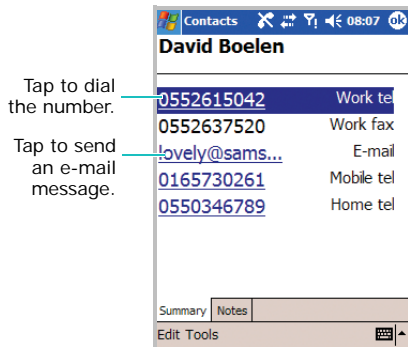 Contacts 08:07 ok
David Boelen
Tap to dial
the number.
0552615042 Work tel
0552637520 Work fax
Tap to send
an e-mail
message.
lovely@sams... E-mail
0165730261 Mobile tel
0550346789 Home tel
Summary Notes
Edit Tools